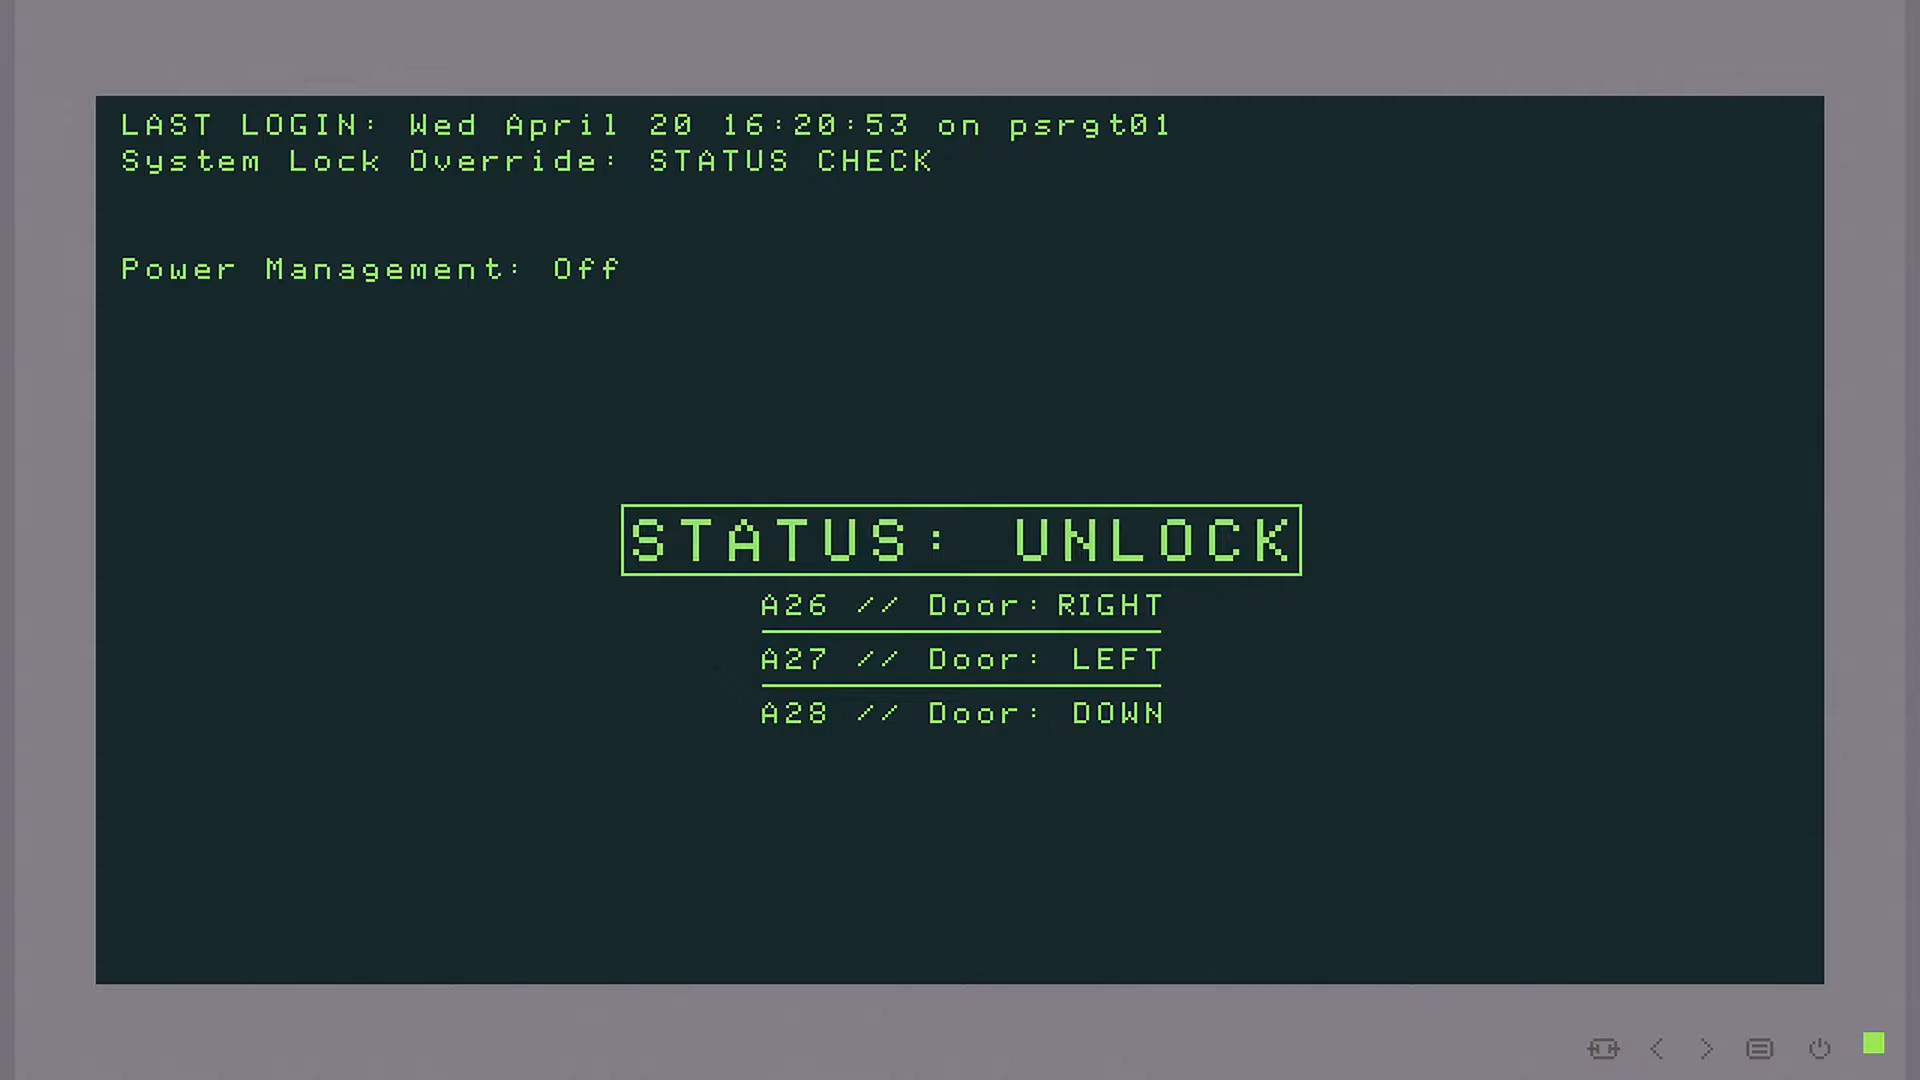 LAST LOGIN: Wed April 20 16:20:53 on psrgt01
System Lock Override: STATUS CHECK
Power Management: Off
STATUS: UNLOCK
A26 // Door: RIGHT
A27 // Door: LEFT
A28 // Door: DOWN